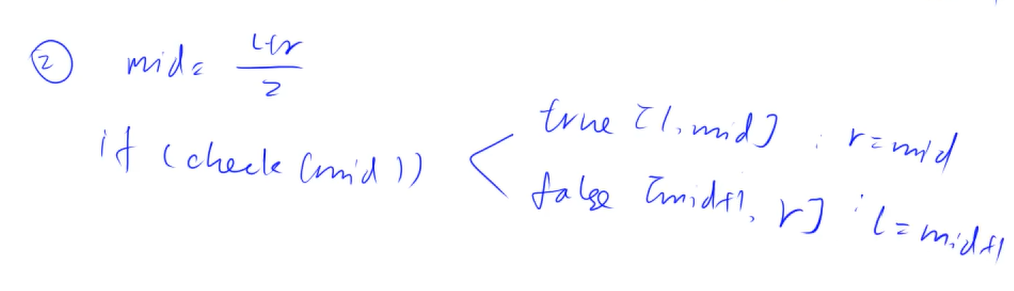 ② mid = (l+r)/2
if (check(mid))
true [l, mid] ; r=mid
false [mid+1, r] ; l=mid+1